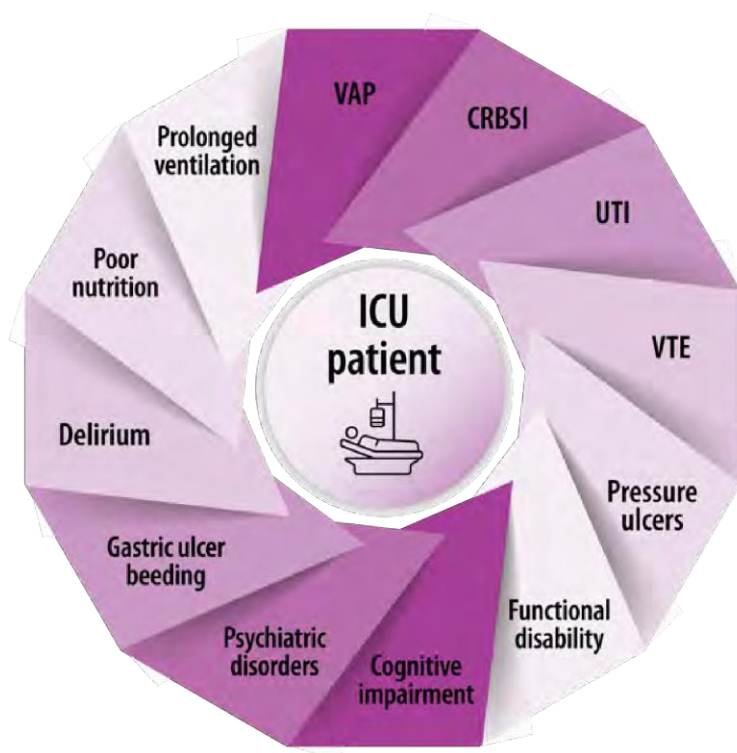 ICU
patient
VAP
CRBSI
UTI
VTE
Pressure
ulcers
Functional
disability
Cognitive
impairment
Psychiatric
disorders
Gastric ulcer
beeding
Delirium
Poor
nutrition
Prolonged
ventilation